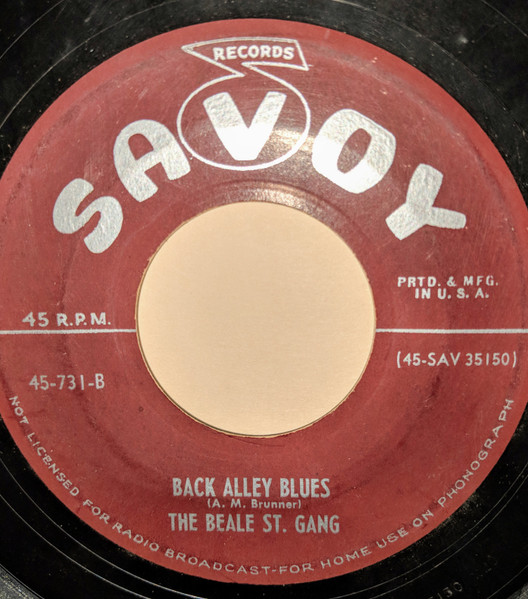 RECORDS
SAVOY
PRTD. & MFG.
IN U. S. A.
45 R.P.M.
(45-SAV 35150)
45-731-B
BACK ALLEY BLUES
(A. M. Brunner)
THE BEALE ST. GANG
NOT LICENSED FOR RADIO BROADCAST-FOR HOME USE ON PHONOGRAPH